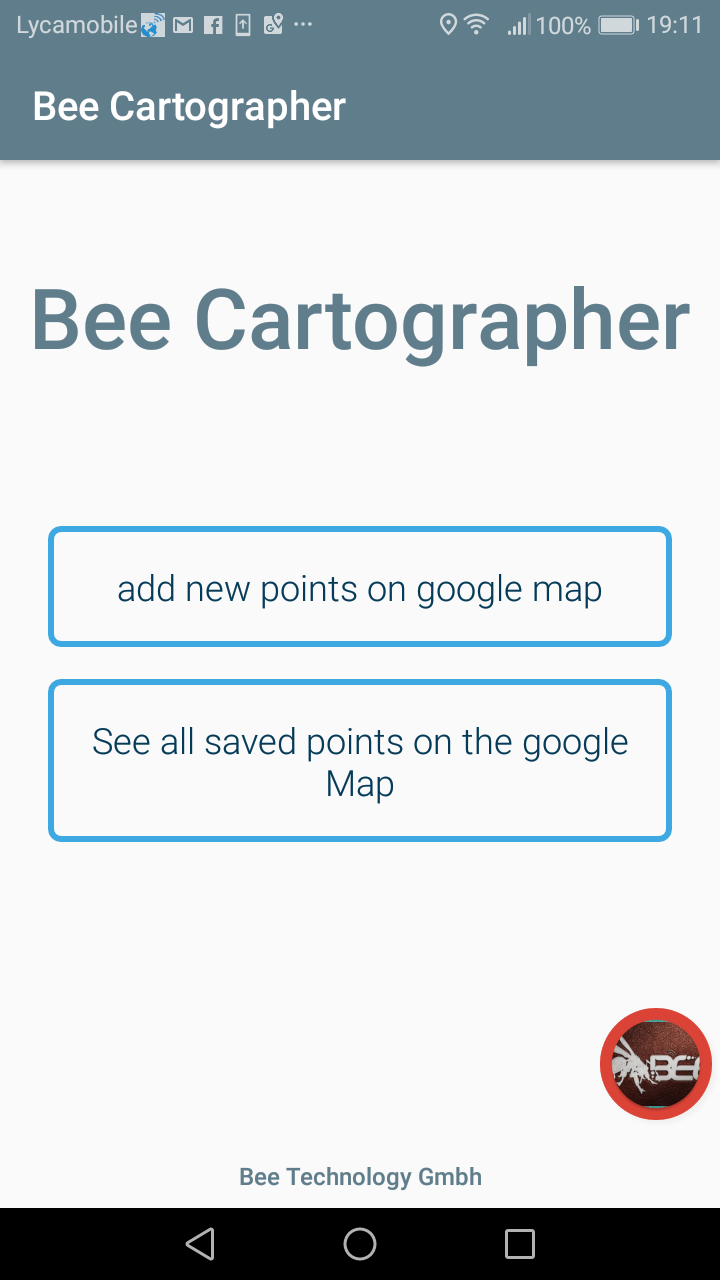 Lycamobile 100% 19:11
Bee Cartographer
Bee Cartographer
add new points on google map
See all saved points on the google
Map
BEE
Bee Technology Gmbh